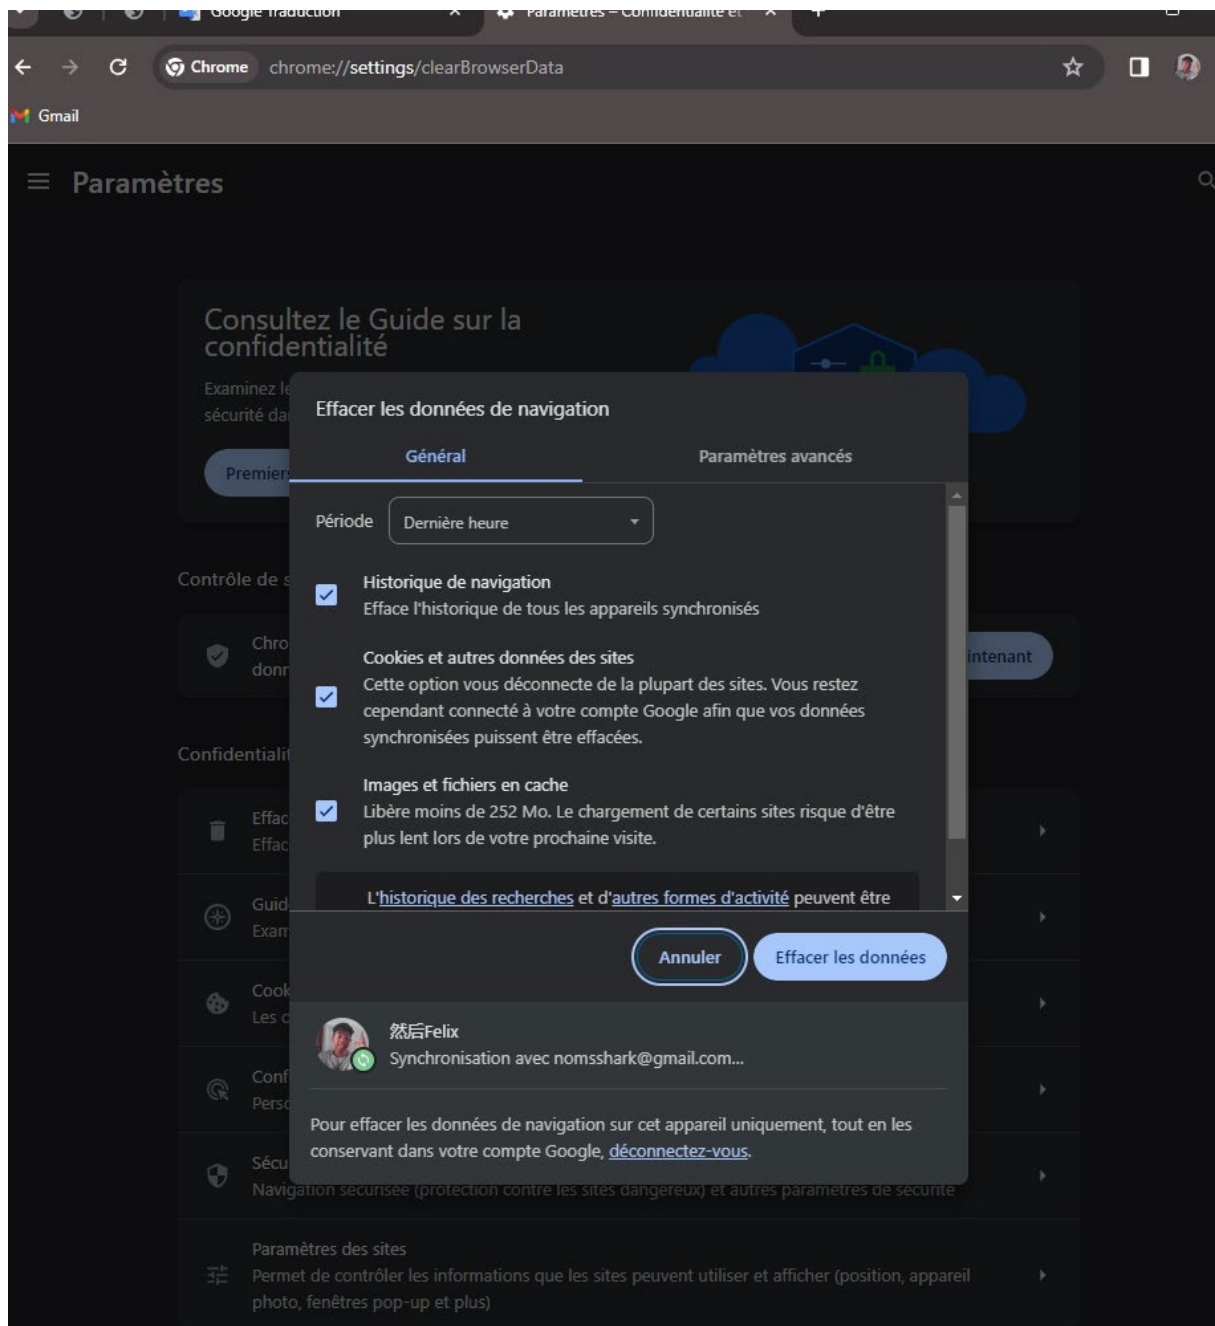 Google Traduction
Paramètres – Confidentialité et
Chrome
chrome://settings/clearBrowserData
Gmail
Paramètres
Consultez le Guide sur la
confidentialité
Examinez le
sécurité da
Premiers
Effacer les données de navigation
Général
Paramètres avancés
Période
Dernière heure
Historique de navigation
Efface l'historique de tous les appareils synchronisés
Contrôle de s
Chro
donn
intenant
Cookies et autres données des sites
Cette option vous déconnecte de la plupart des sites. Vous restez
cependant connecté à votre compte Google afin que vos données
synchronisées puissent être effacées.
Confidentialit
Images et fichiers en cache
Libère moins de 252 Mo. Le chargement de certains sites risque d'être
plus lent lors de votre prochaine visite.
Effac
Effac
L'historique des recherches et d'autres formes d'activité peuvent être
Guid
Exam
Annuler
Effacer les données
Cook
Les c
然后Felix
Synchronisation avec nomsshark@gmail.com...
Conf
Perso
Pour effacer les données de navigation sur cet appareil uniquement, tout en les
conservant dans votre compte Google, déconnectez-vous.
Sécu
Navigation sécurisée (protection contre les sites dangereux) et autres paramètres de sécurité
Paramètres des sites
Permet de contrôler les informations que les sites peuvent utiliser et afficher (position, appareil
photo, fenêtres pop-up et plus)